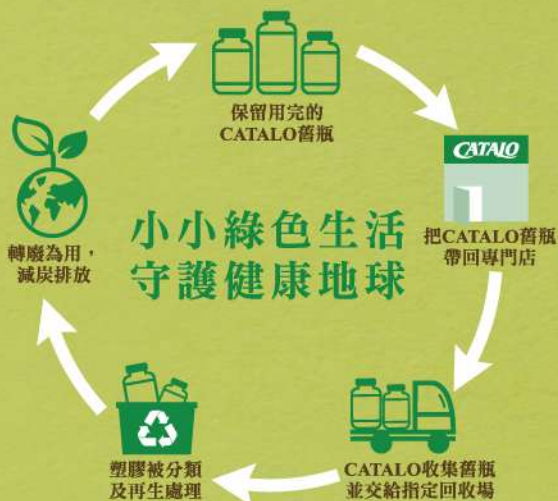 保留用完的
CATALO舊瓶
CATALO
把CATALO舊瓶
帶回專門店
CATALO收集舊瓶
並交給指定回收場
塑膠被分類
及再生處理
轉廢為用，
減炭排放
小小綠色生活
守護健康地球